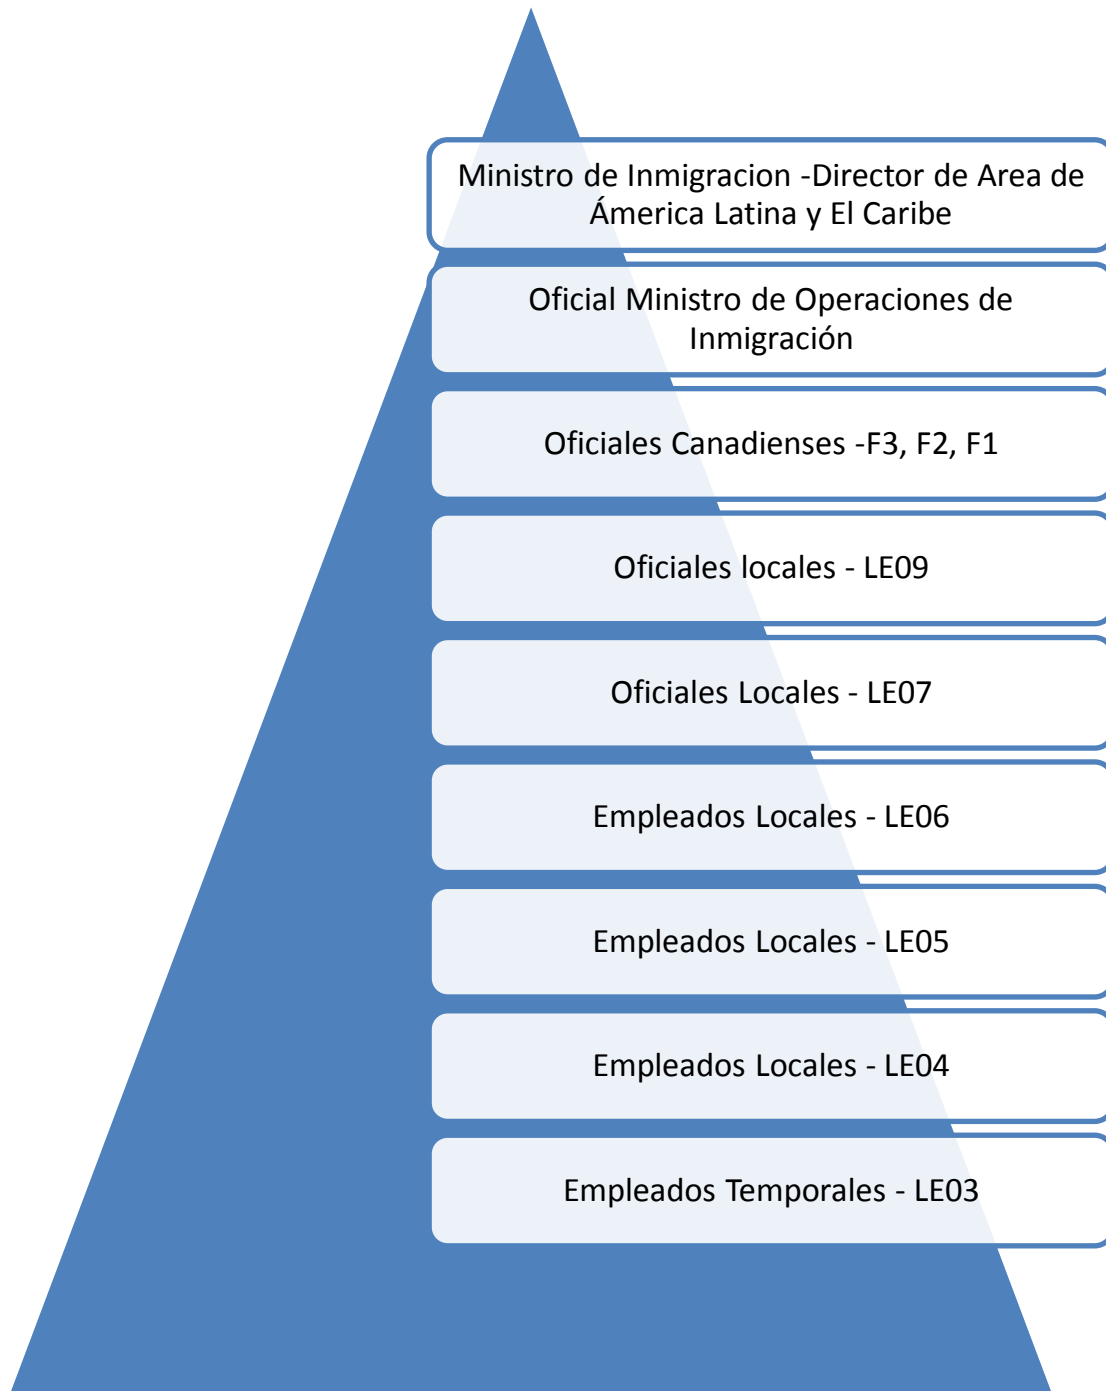 Ministro de Inmigracion -Director de Area de
Ámerica Latina y El Caribe
Oficial Ministro de Operaciones de
Inmigración
Oficiales Canadienses -F3, F2, F1
Oficiales locales - LE09
Oficiales Locales - LE07
Empleados Locales - LE06
Empleados Locales - LE05
Empleados Locales - LE04
Empleados Temporales - LE03